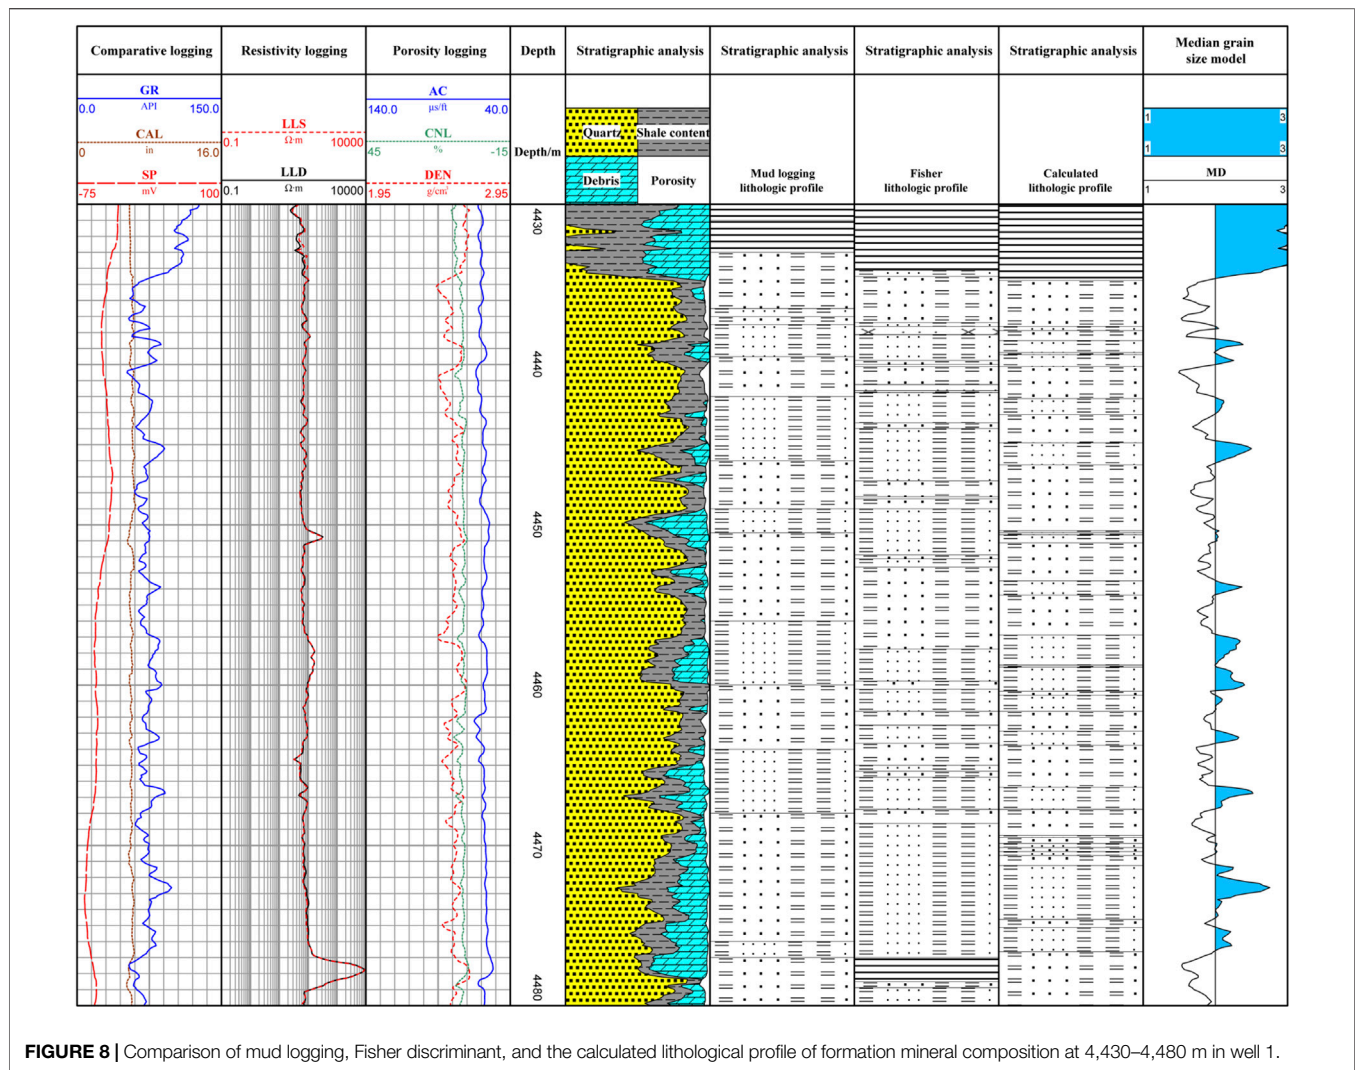 Comparative logging
Resistivity logging
Porosity logging
Depth
Stratigraphic analysis
Stratigraphic analysis
Stratigraphic analysis
Stratigraphic analysis
Median grain
size model
GR
0.0 API 150.0
CAL
0 in 16.0
SP
-75 mV 100
LLS
0.1 Ω·m 10000
LLD
0.1 Ω·m 10000
AC
140.0 μs/ft 40.0
CNL
45 % -15
DEN
1.95 g/cm³ 2.95
Depth/m
Quartz
Shale content
Debris
Porosity
Mud logging
lithologic profile
Fisher
lithologic profile
Calculated
lithologic profile
1 3
1 3
MD
1 3
4430
4440
4450
4460
4470
4480
FIGURE 8 | Comparison of mud logging, Fisher discriminant, and the calculated lithological profile of formation mineral composition at 4,430–4,480 m in well 1.